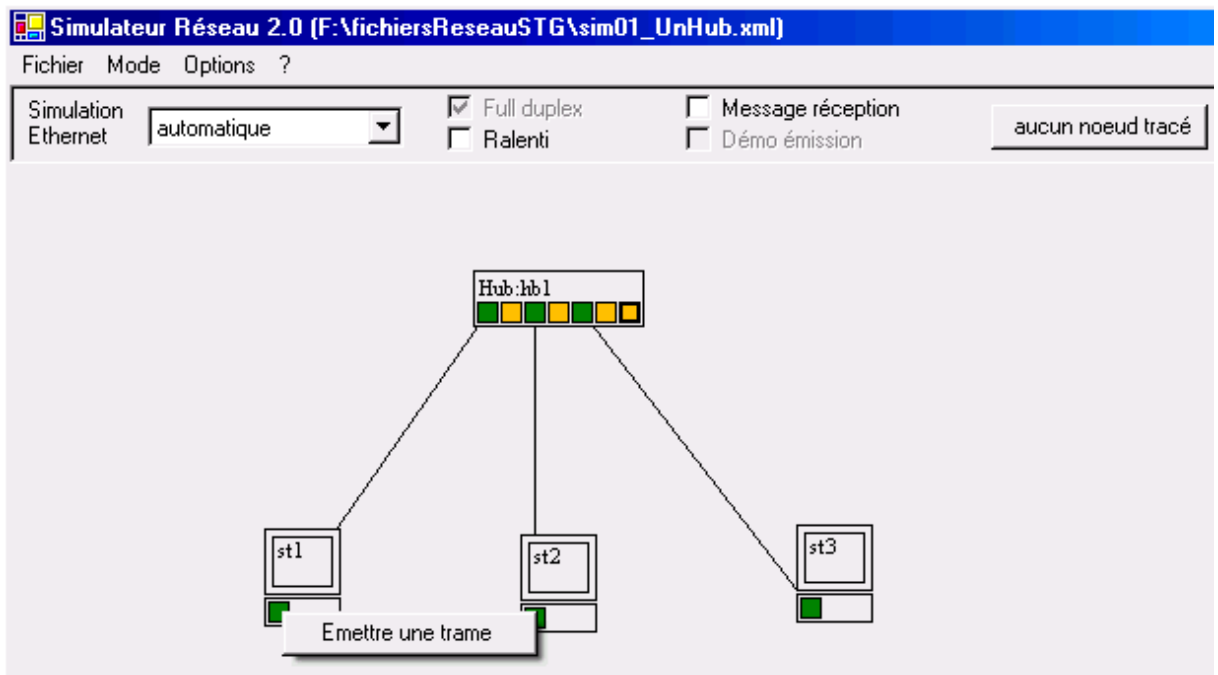 Simulateur Réseau 2.0 (F:\fichiersReseauSTG\sim01_UnHub.xml)
Fichier Mode Options ?
Simulation Ethernet
automatique
Full duplex
Ralenti
Message réception
Démo émission
aucun noeud tracé
Hub:hb1
st1
st2
st3
Emettre une trame